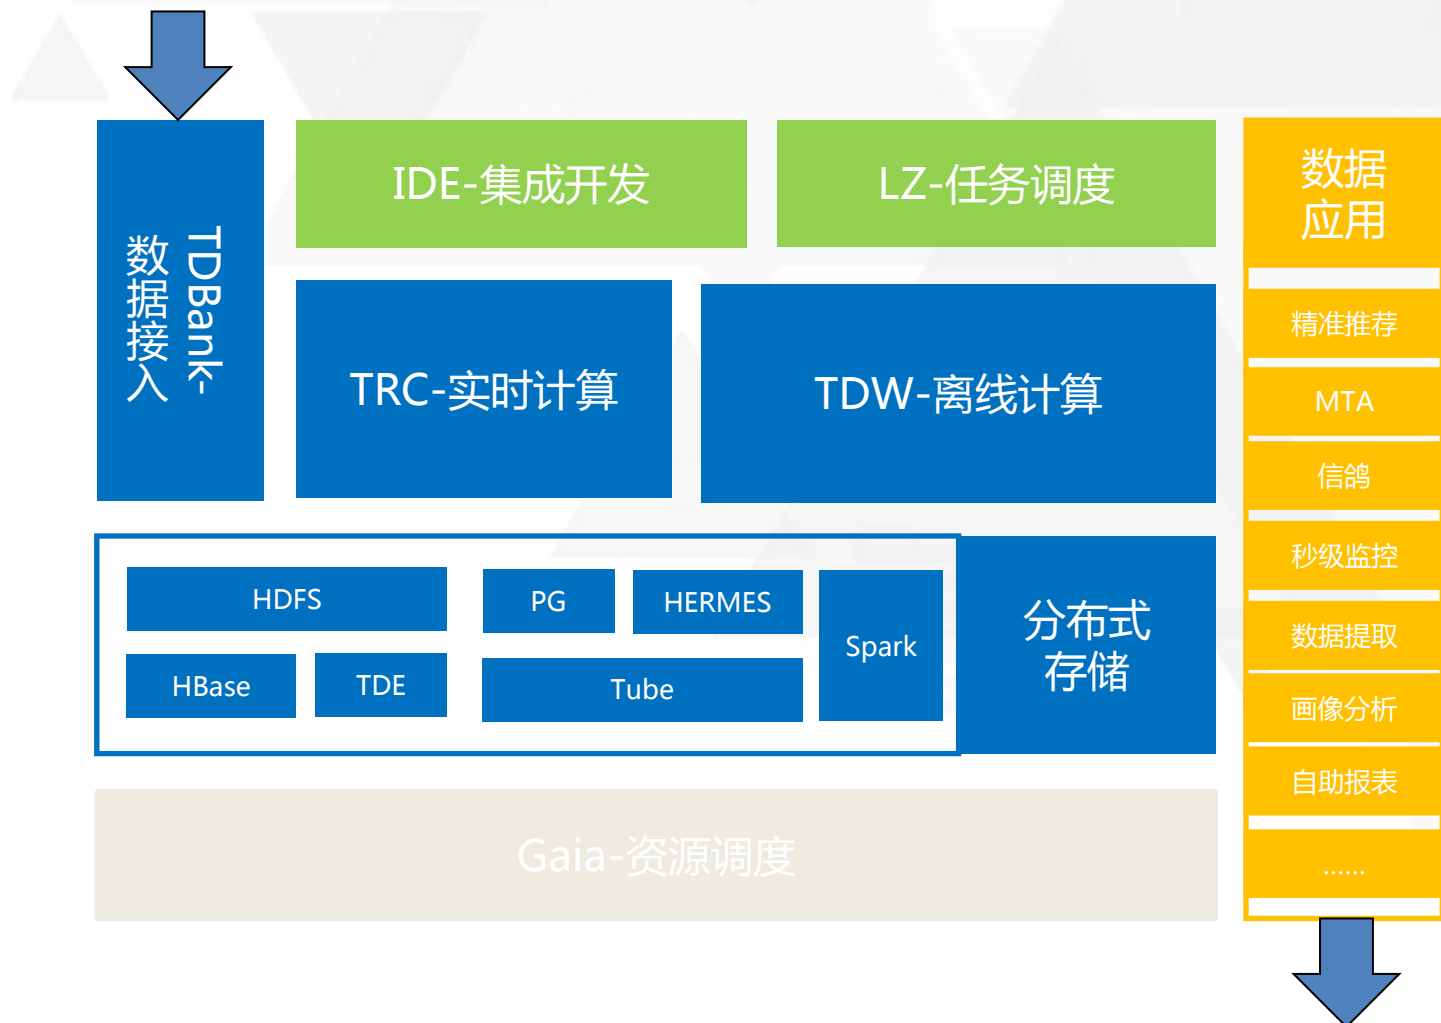 TDBank-
数据接入
IDE-集成开发
LZ-任务调度
TRC-实时计算
TDW-离线计算
HDFS
PG
HERMES
Spark
HBase
TDE
Tube
分布式
存储
Gaia-资源调度
数据
应用
精准推荐
MTA
信鸽
秒级监控
数据提取
画像分析
自助报表
......